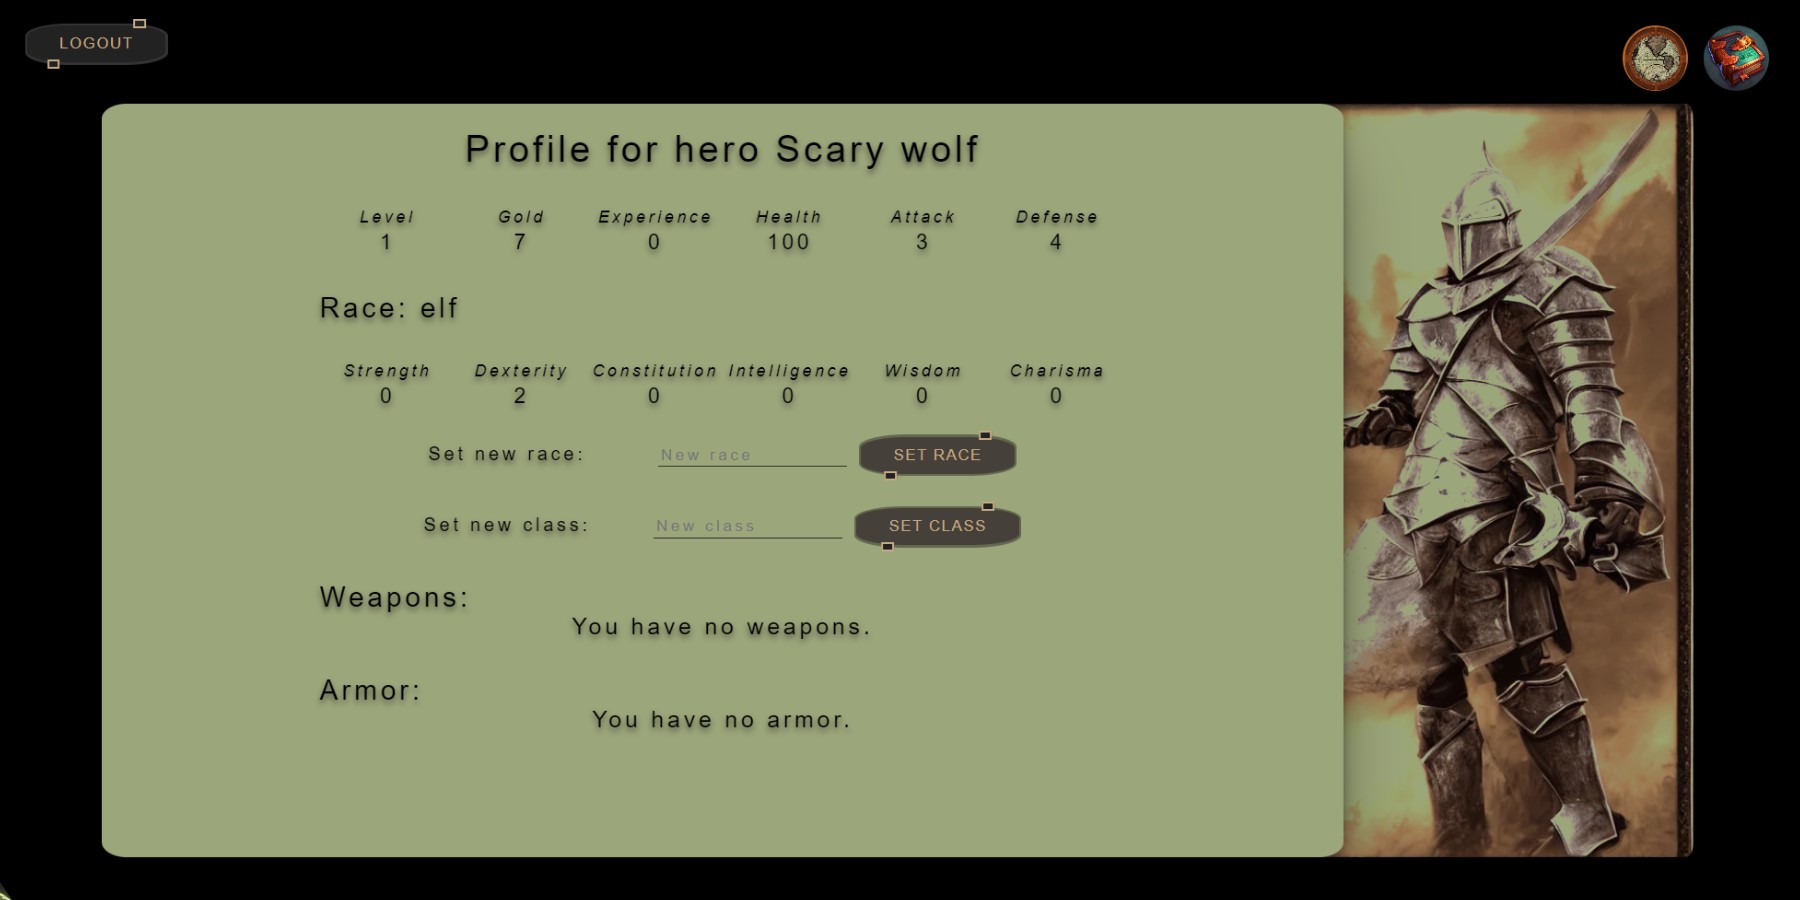 LOGOUT
Profile for hero Scary wolf
Level Gold Experience Health Attack Defense
1 7 0 100 3 4
Race: elf
Strength Dexterity Constitution Intelligence Wisdom Charisma
0 2 0 0 0 0
Set new race: New race SET RACE
Set new class: New class SET CLASS
Weapons:
You have no weapons.
Armor:
You have no armor.